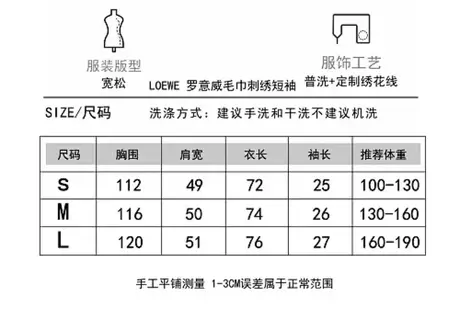 服装版型
服饰工艺
宽松
LOEWE 罗意威毛巾刺绣短袖
普洗+定制绣花线
SIZE/尺码
洗涤方式：建议手洗和干洗不建议机洗
尺码 胸围 肩宽 衣长 袖长 推荐体重
S 112 49 72 25 100-130
M 116 50 74 26 130-160
L 120 51 76 27 160-190
手工平铺测量 1-3CM误差属于正常范围